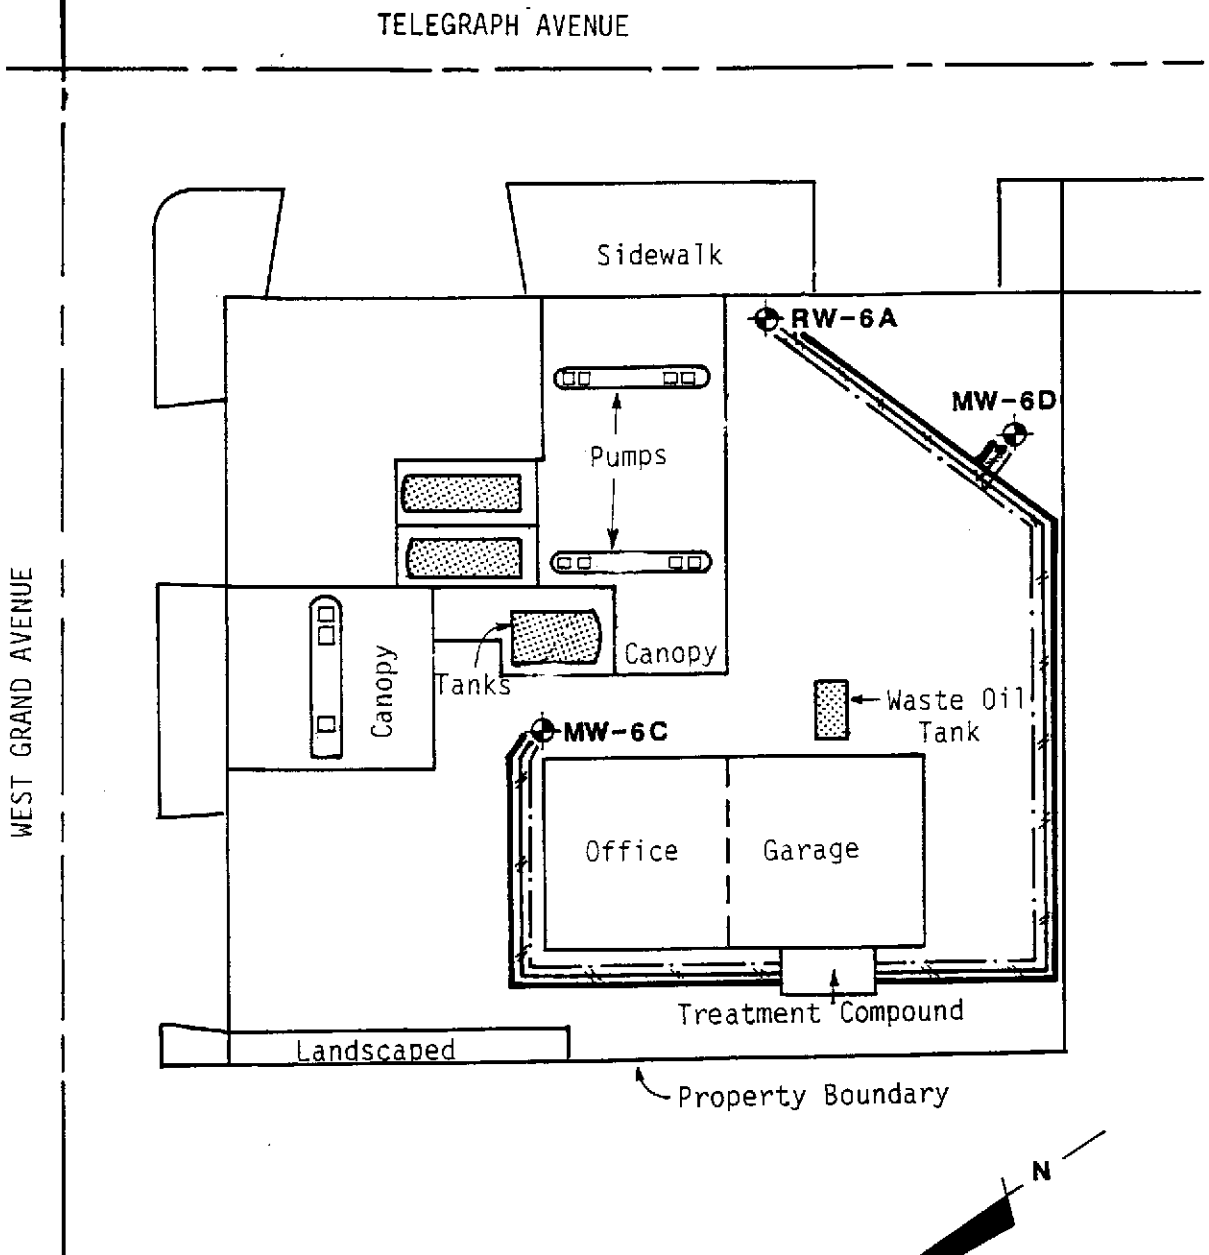 TELEGRAPH AVENUE
Sidewalk
RW-6A
MW-6D
Pumps
WEST GRAND AVENUE
Canopy
Canopy
Tanks
Waste Oil
Tank
MW-6C
Office
Garage
Treatment Compound
Landscaped
Property Boundary
N